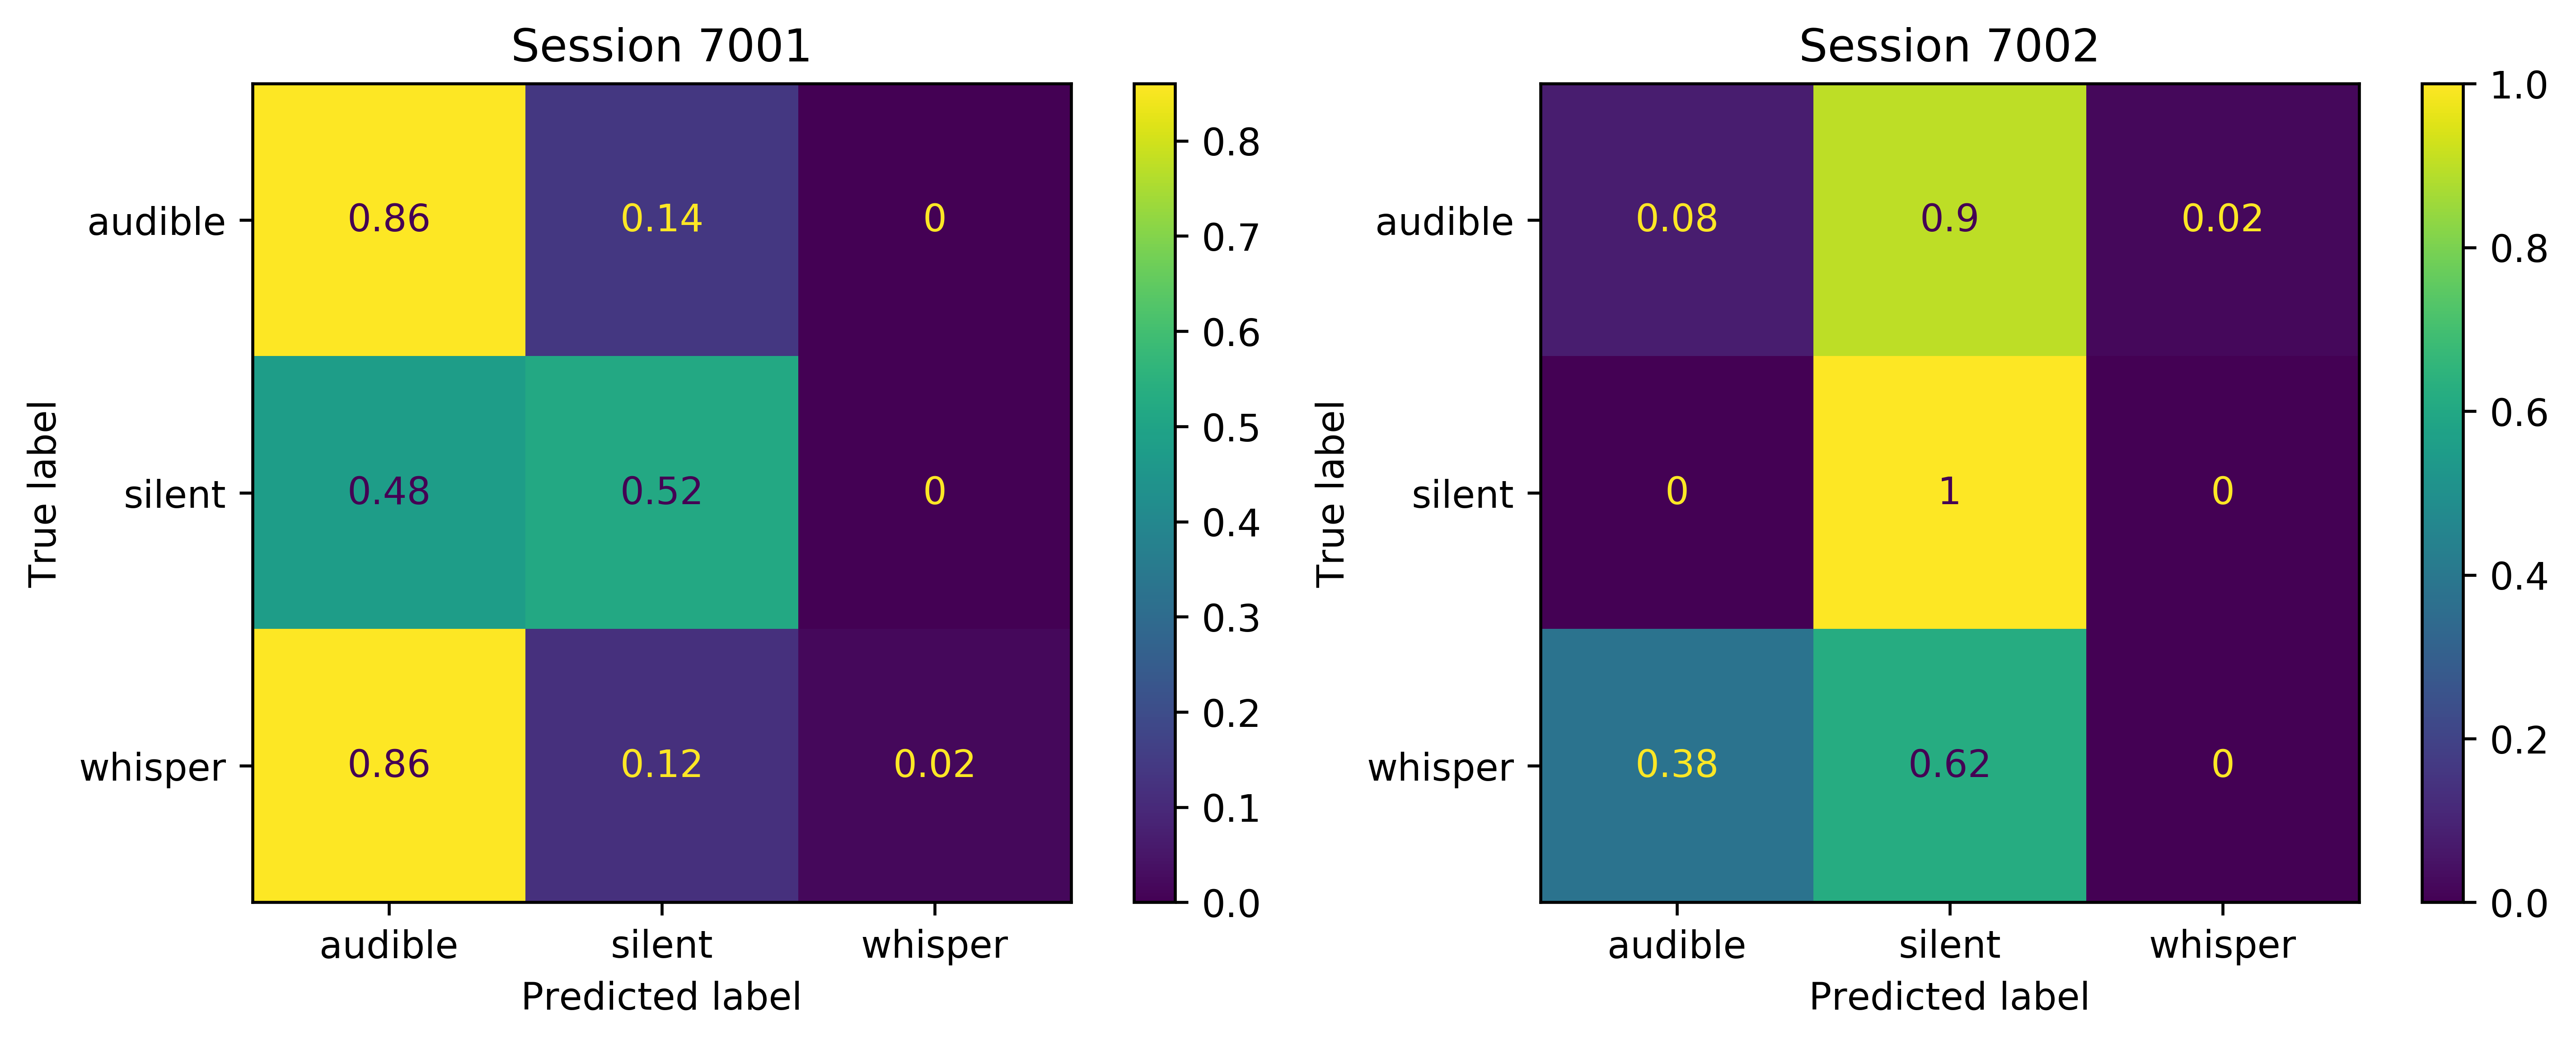 Session 7001
True label
audible
silent
whisper
0.86 0.14 0
0.48 0.52 0
0.86 0.12 0.02
audible silent whisper
Predicted label
0.8
0.7
0.6
0.5
0.4
0.3
0.2
0.1
0.0
Session 7002
True label
audible
silent
whisper
0.08 0.9 0.02
0 1 0
0.38 0.62 0
audible silent whisper
Predicted label
1.0
0.8
0.6
0.4
0.2
0.0